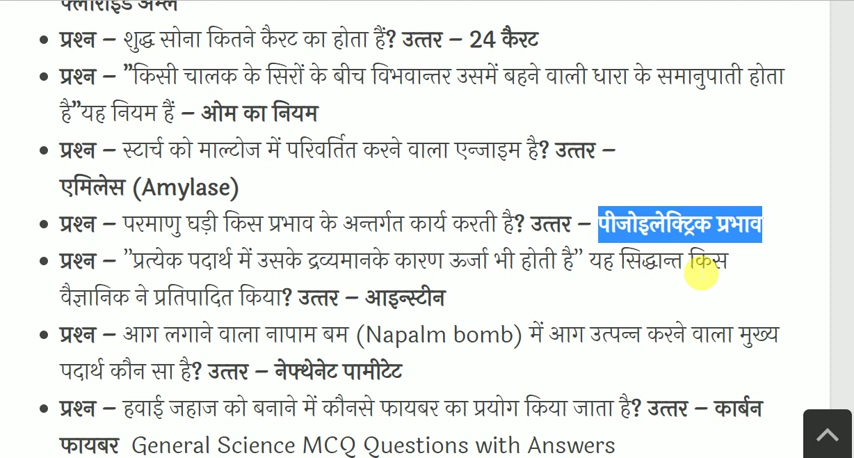 फ्लोराइड अम्ल
प्रश्न – शुद्ध सोना कितने कैरट का होता हैं? उत्तर – 24 कैरट
प्रश्न – ”किसी चालक के सिरों के बीच विभवान्तर उसमें बहने वाली धारा के समानुपाती होता
है”यह नियम हैं – ओम का नियम
प्रश्न – स्टार्च को माल्टोज में परिवर्तित करने वाला एन्जाइम है? उत्तर –
एमिलेस (Amylase)
प्रश्न – परमाणु घड़ी किस प्रभाव के अन्तर्गत कार्य करती है? उत्तर – पीजोइलेक्ट्रिक प्रभाव
प्रश्न – ”प्रत्येक पदार्थ में उसके द्रव्यमानके कारण ऊर्जा भी होती है” यह सिद्धान्त किस
वैज्ञानिक ने प्रतिपादित किया? उत्तर – आइन्स्टीन
प्रश्न – आग लगाने वाला नापाम बम (Napalm bomb) में आग उत्पन्न करने वाला मुख्य
पदार्थ कौन सा है? उत्तर – नेफ्थेनेट पामीटेट
प्रश्न – हवाई जहाज को बनाने में कौनसे फायबर का प्रयोग किया जाता है? उत्तर – कार्बन
फायबर General Science MCQ Questions with Answers